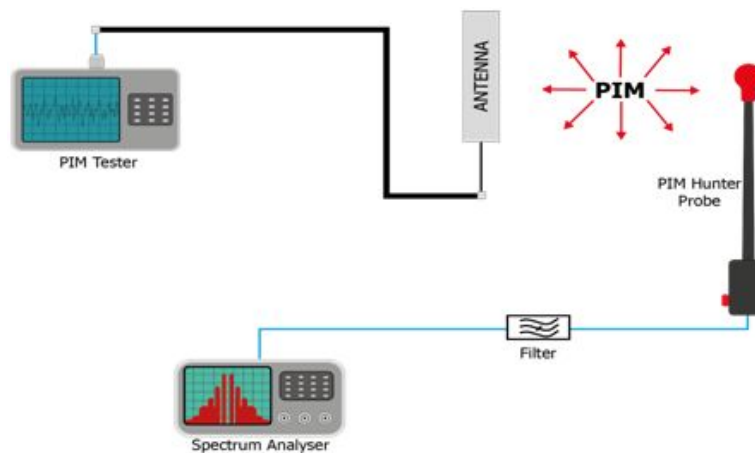 ANTENNA
PIM
PIM Tester
PIM Hunter
Probe
Filter
Spectrum Analyser